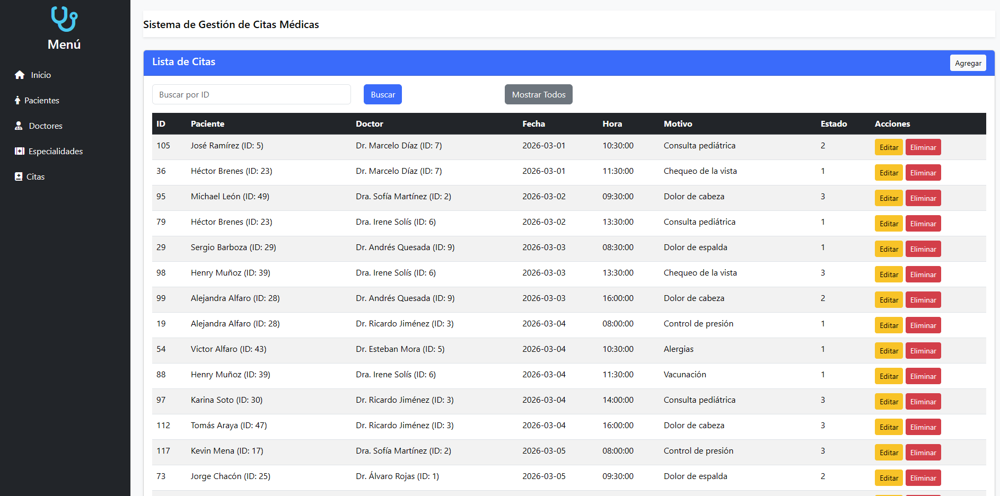 Menú
Inicio
Pacientes
Doctores
Especialidades
Citas
Sistema de Gestión de Citas Médicas
Lista de Citas Agregar
Buscar por ID Buscar Mostrar Todos
ID Paciente Doctor Fecha Hora Motivo Estado Acciones
105 José Ramírez (ID: 5) Dr. Marcelo Díaz (ID: 7) 2026-03-01 10:30:00 Consulta pediátrica 2 Editar Eliminar
36 Héctor Brenes (ID: 23) Dr. Marcelo Díaz (ID: 7) 2026-03-01 11:30:00 Chequeo de la vista 1 Editar Eliminar
95 Michael León (ID: 49) Dra. Sofía Martínez (ID: 2) 2026-03-02 09:30:00 Dolor de cabeza 3 Editar Eliminar
79 Héctor Brenes (ID: 23) Dra. Irene Solís (ID: 6) 2026-03-02 13:30:00 Consulta pediátrica 1 Editar Eliminar
29 Sergio Barboza (ID: 29) Dr. Andrés Quesada (ID: 9) 2026-03-03 08:30:00 Dolor de espalda 1 Editar Eliminar
98 Henry Muñoz (ID: 39) Dra. Irene Solís (ID: 6) 2026-03-03 13:30:00 Chequeo de la vista 3 Editar Eliminar
99 Alejandra Alfaro (ID: 28) Dr. Andrés Quesada (ID: 9) 2026-03-03 16:00:00 Dolor de cabeza 2 Editar Eliminar
19 Alejandra Alfaro (ID: 28) Dr. Ricardo Jiménez (ID: 3) 2026-03-04 08:00:00 Control de presión 1 Editar Eliminar
54 Victor Alfaro (ID: 43) Dr. Esteban Mora (ID: 5) 2026-03-04 10:30:00 Alergias 1 Editar Eliminar
88 Henry Muñoz (ID: 39) Dra. Irene Solís (ID: 6) 2026-03-04 11:30:00 Vacunación 1 Editar Eliminar
97 Karina Soto (ID: 30) Dr. Ricardo Jiménez (ID: 3) 2026-03-04 14:00:00 Consulta pediátrica 3 Editar Eliminar
112 Tomás Araya (ID: 47) Dr. Ricardo Jiménez (ID: 3) 2026-03-04 16:00:00 Dolor de cabeza 3 Editar Eliminar
117 Kevin Mena (ID: 17) Dra. Sofía Martínez (ID: 2) 2026-03-05 08:00:00 Control de presión 3 Editar Eliminar
73 Jorge Chacón (ID: 25) Dr. Álvaro Rojas (ID: 1) 2026-03-05 09:30:00 Dolor de espalda 2 Editar Eliminar